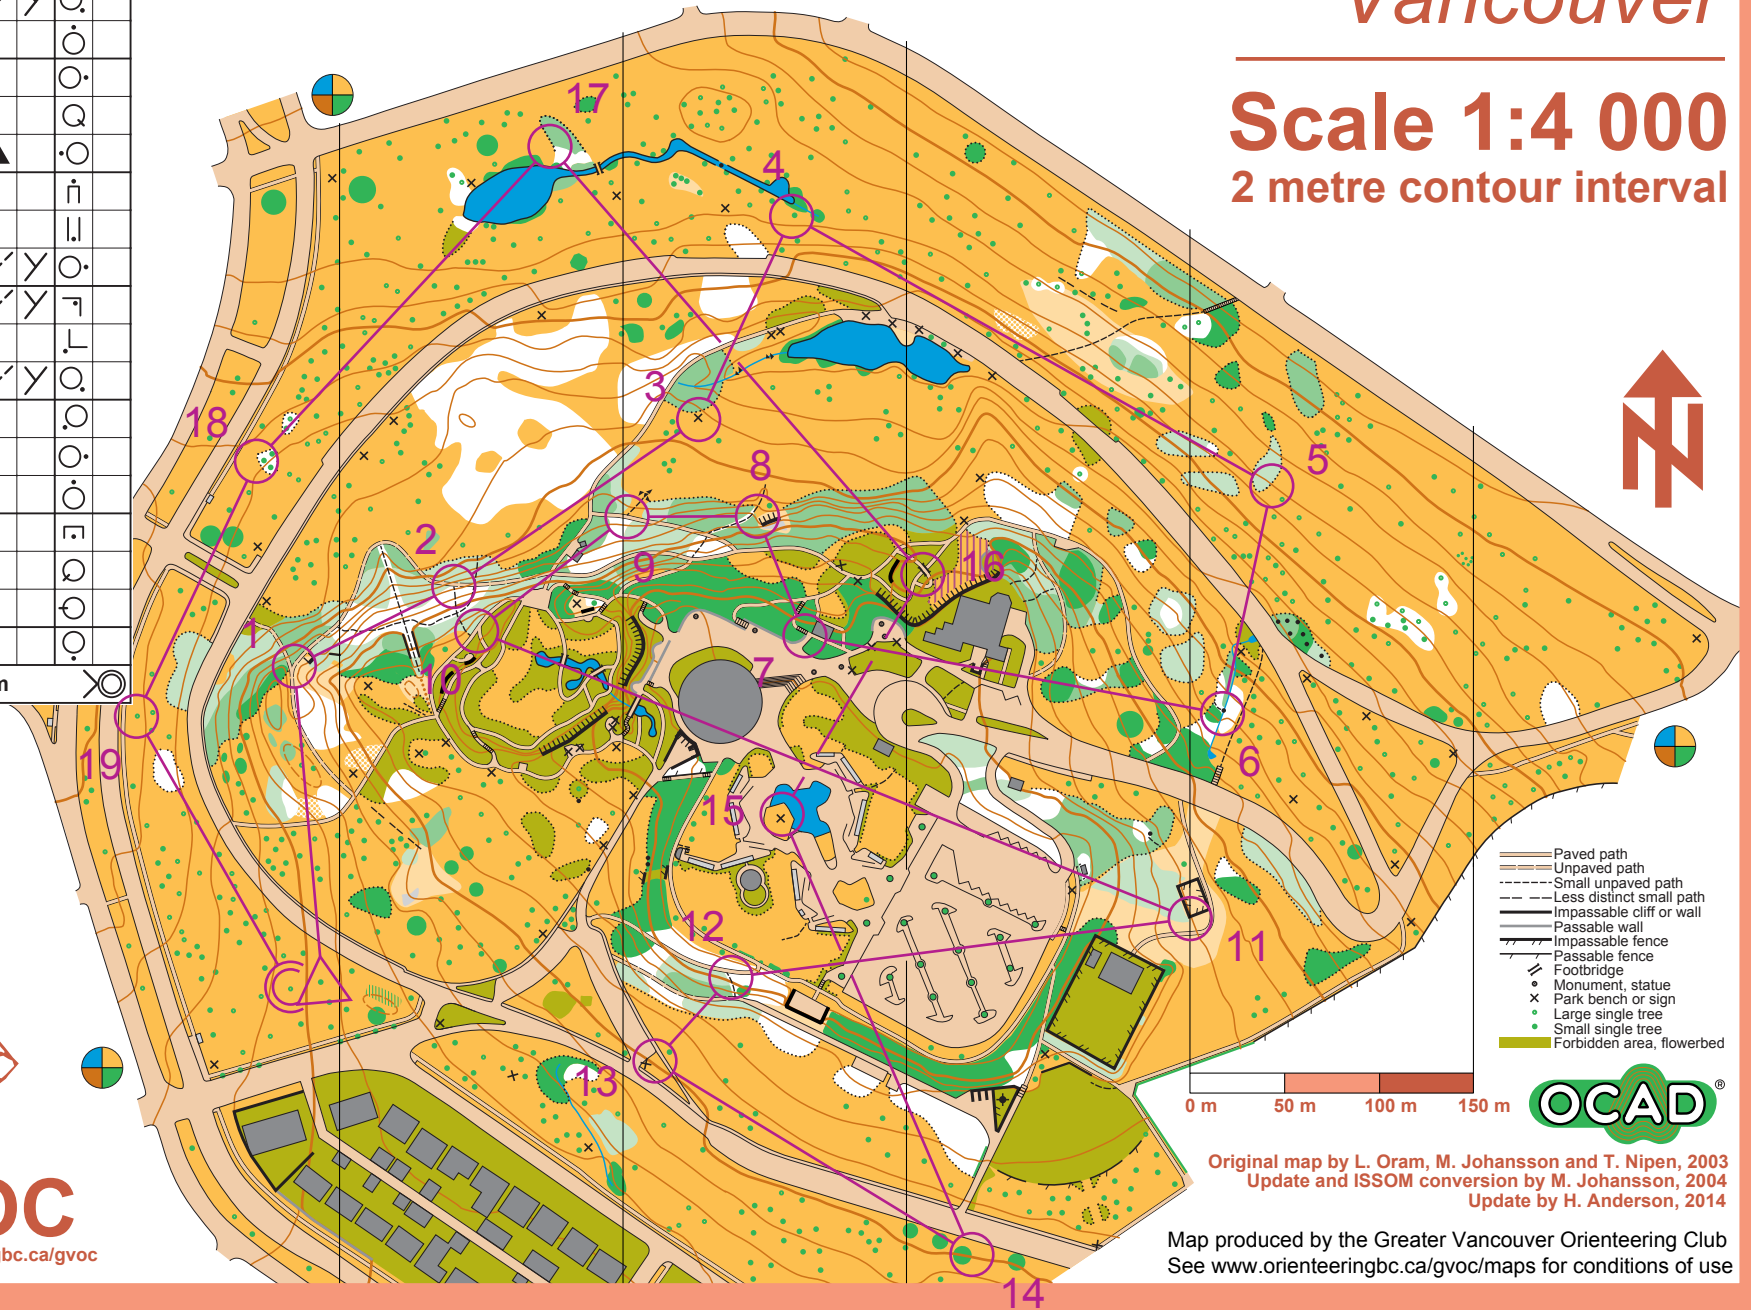 Vancouver
Scale 1:4 000
2 metre contour interval
17
4
18
3
5
8
2
9
16
1
10
7
6
19
15
12
11
13
14
m
Paved path
Unpaved path
Small unpaved path
Less distinct small path
Impassable cliff or wall
Passable wall
Impassable fence
Passable fence
Footbridge
Monument, statue
Park bench or sign
Large single tree
Small single tree
Forbidden area, flowerbed
0 m 50 m 100 m 150 m
OCAD®
Original map by L. Oram, M. Johansson and T. Nipen, 2003
Update and ISSOM conversion by M. Johansson, 2004
Update by H. Anderson, 2014
Map produced by the Greater Vancouver Orienteering Club
See www.orienteeringbc.ca/gvoc/maps for conditions of use
OC
gbc.ca/gvoc